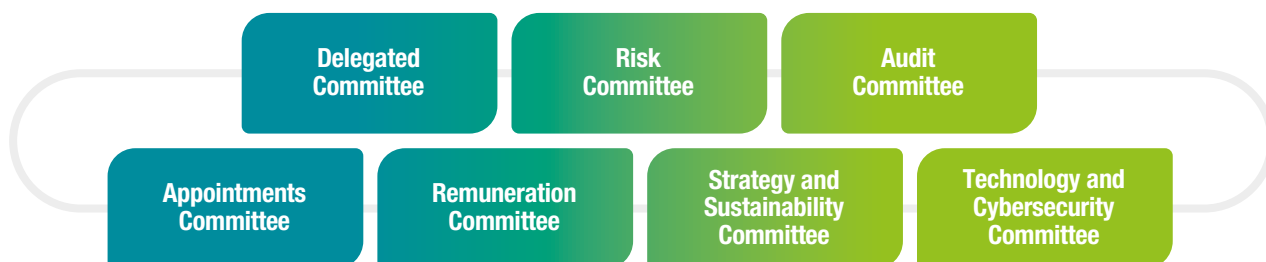 Delegated
Committee
Risk
Committee
Audit
Committee
Appointments
Committee
Remuneration
Committee
Strategy and
Sustainability
Committee
Technology and
Cybersecurity
Committee